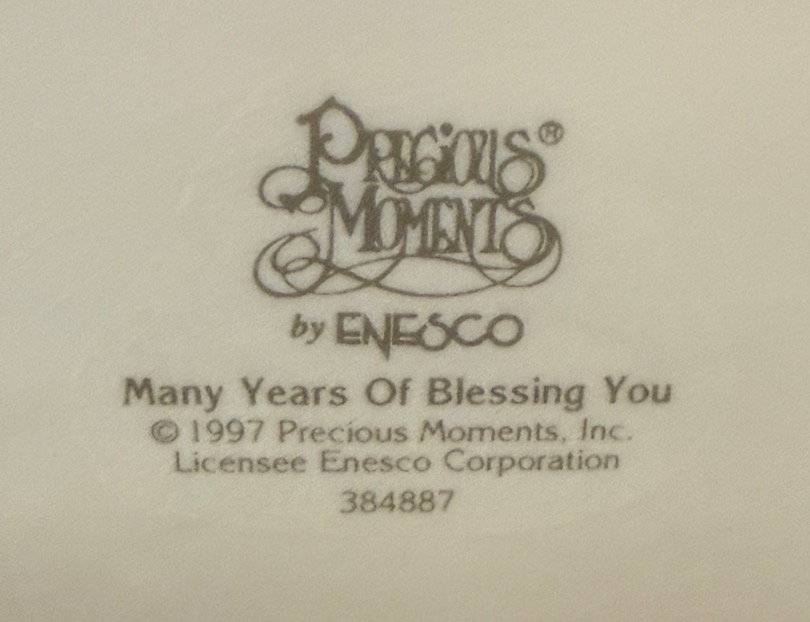 Precious®
Moments
by ENESCO
Many Years Of Blessing You
© 1997 Precious Moments, Inc.
Licensee Enesco Corporation
384887